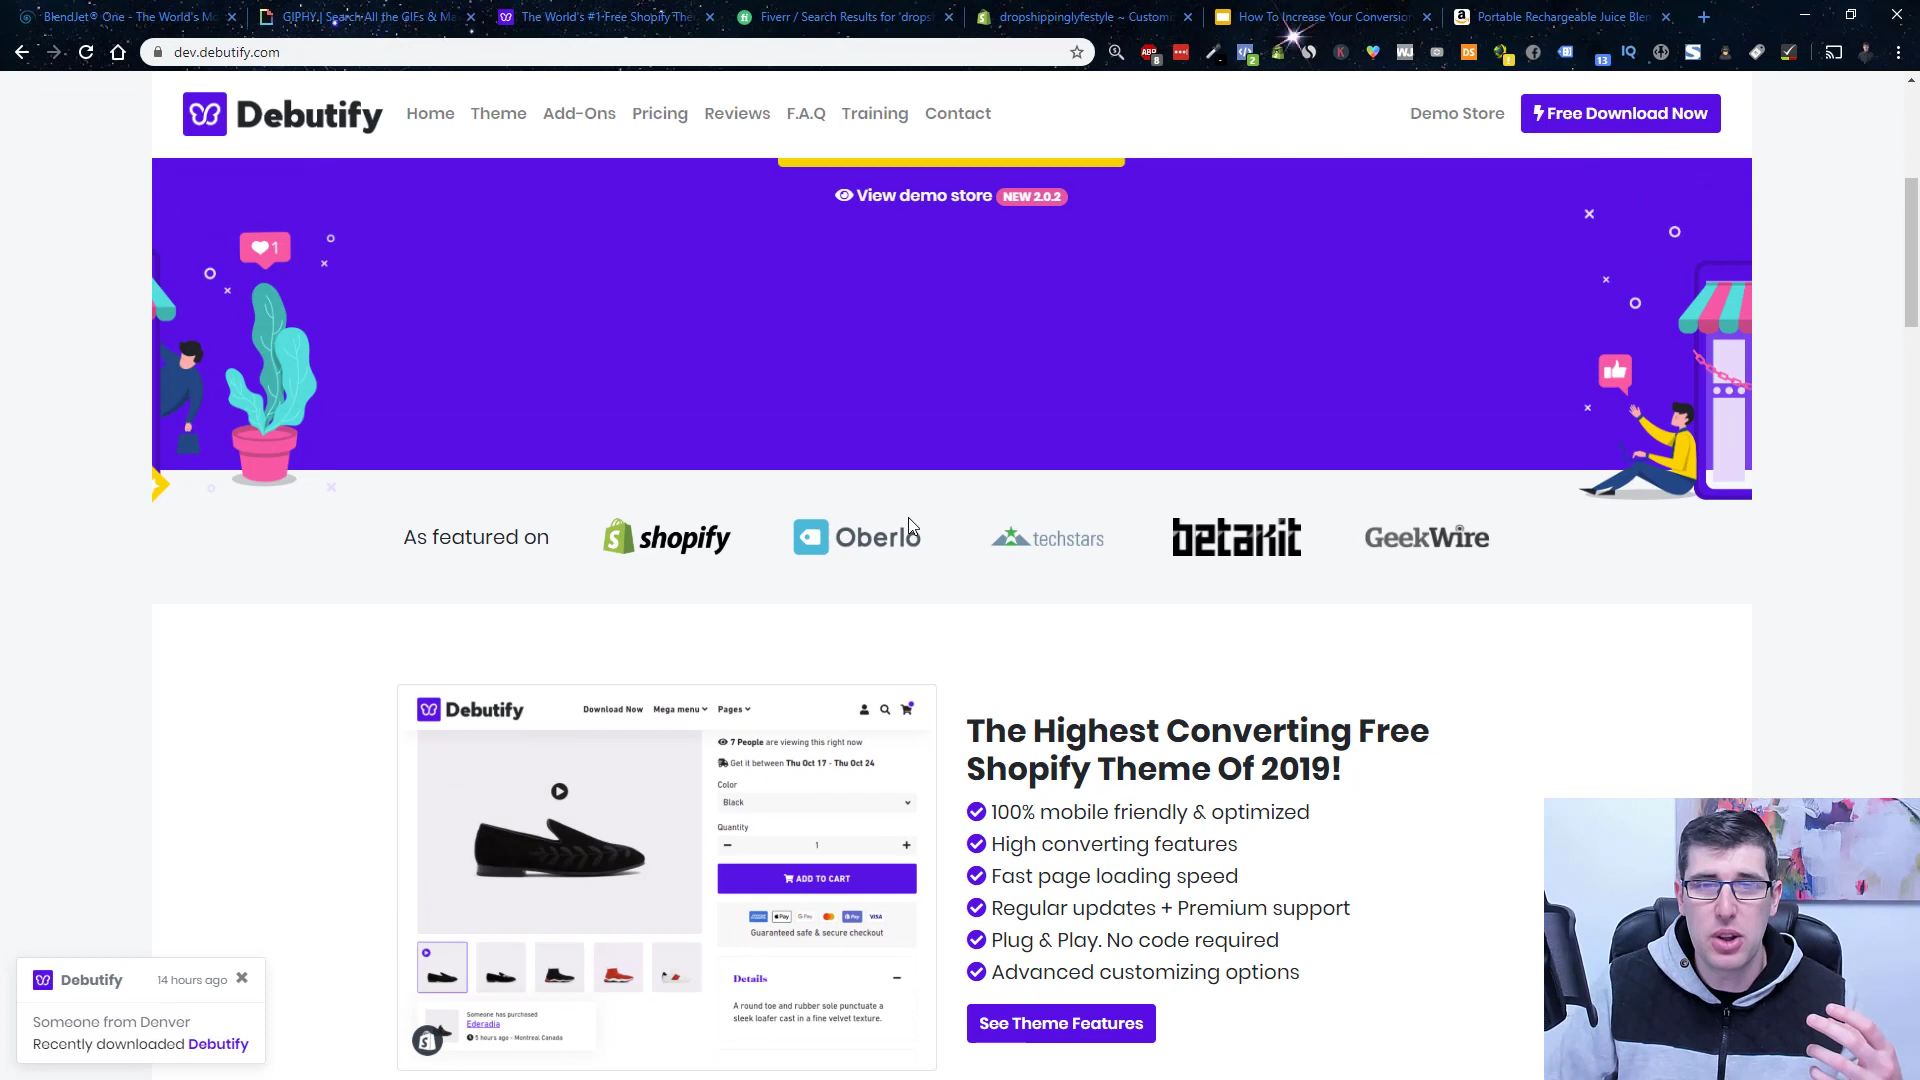 BlendJet® One - The World's Mo
GIPHY | Search All the GIFs & Ma
The World's #1 Free Shopify The
Fiverr / Search Results for 'drops
dropshippinglyfestyle ~ Custom
How To Increase Your Conversion
Portable Rechargeable Juice Blen
dev.debutify.com
Debutify
Home
Theme
Add-Ons
Pricing
Reviews
F.A.Q
Training
Contact
Demo Store
Free Download Now
View demo store NEW 2.0.2
1
As featured on
shopify
Oberlo
techstars
betakit
GeekWire
Debutify
Download Now
Mega menu
Pages
7 People are viewing this right now
Get it between Thu Oct 17 - Thu Oct 24
Color
Black
Quantity
1
ADD TO CART
Guaranteed safe & secure checkout
Details
A round toe and rubber sole punctuate a
sleek loafer cast in a fine velvet texture.
Someone has purchased
Ederadia
5 hours ago - Montreal Canada
The Highest Converting Free
Shopify Theme Of 2019!
100% mobile friendly & optimized
High converting features
Fast page loading speed
Regular updates + Premium support
Plug & Play. No code required
Advanced customizing options
See Theme Features
Debutify
14 hours ago
Someone from Denver
Recently downloaded Debutify